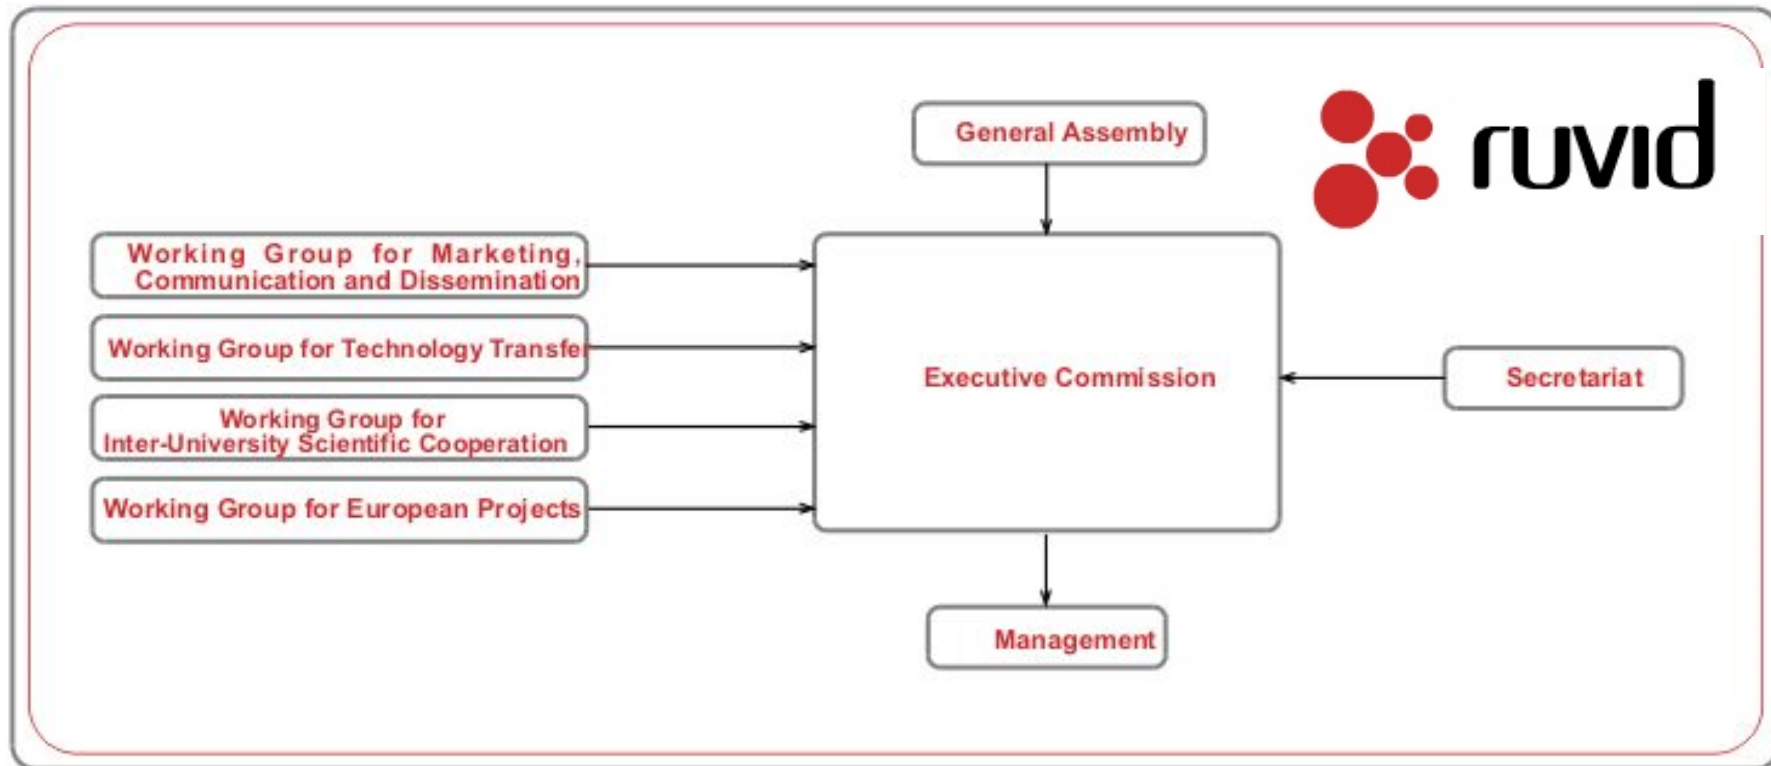 General Assembly
ruvid
Working Group for Marketing,
Communication and Dissemination
Working Group for Technology Transfer
Working Group for
Inter-University Scientific Cooperation
Working Group for European Projects
Executive Commission
Secretariat
Management